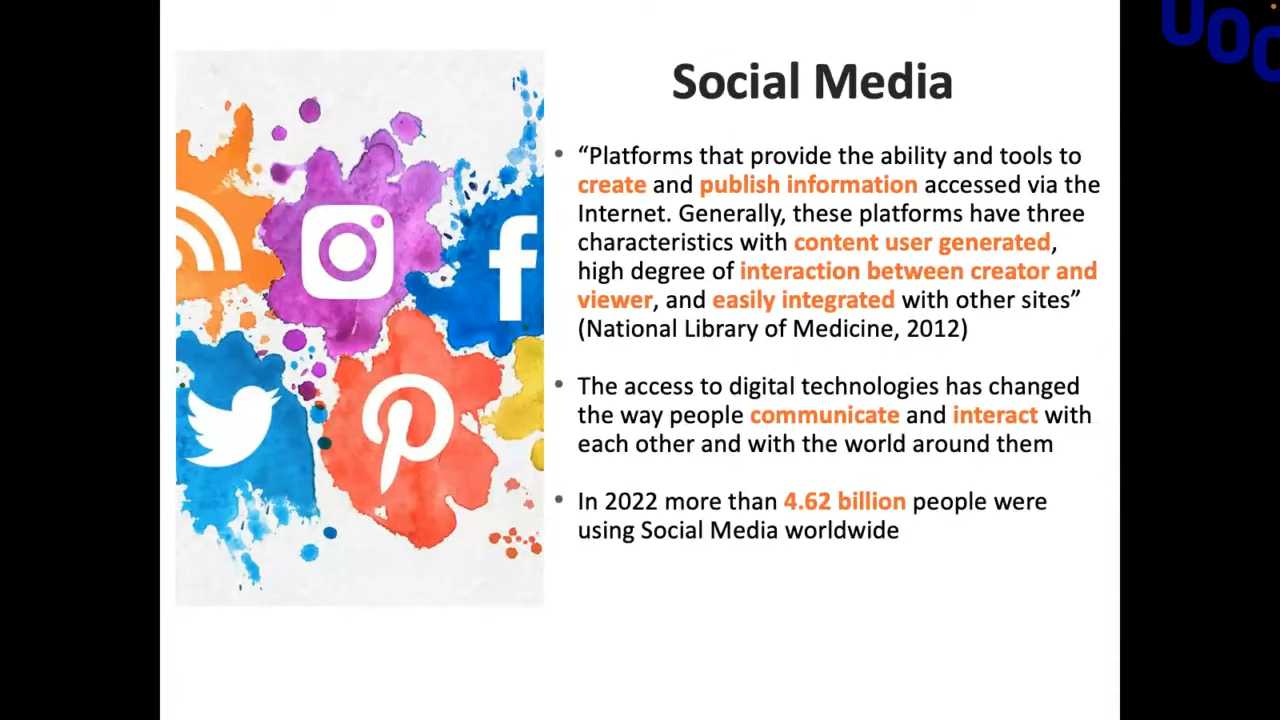 UOC
Social Media
• “Platforms that provide the ability and tools to
create and publish information accessed via the
Internet. Generally, these platforms have three
characteristics with content user generated,
high degree of interaction between creator and
viewer, and easily integrated with other sites”
(National Library of Medicine, 2012)
• The access to digital technologies has changed
the way people communicate and interact with
each other and with the world around them
• In 2022 more than 4.62 billion people were
using Social Media worldwide